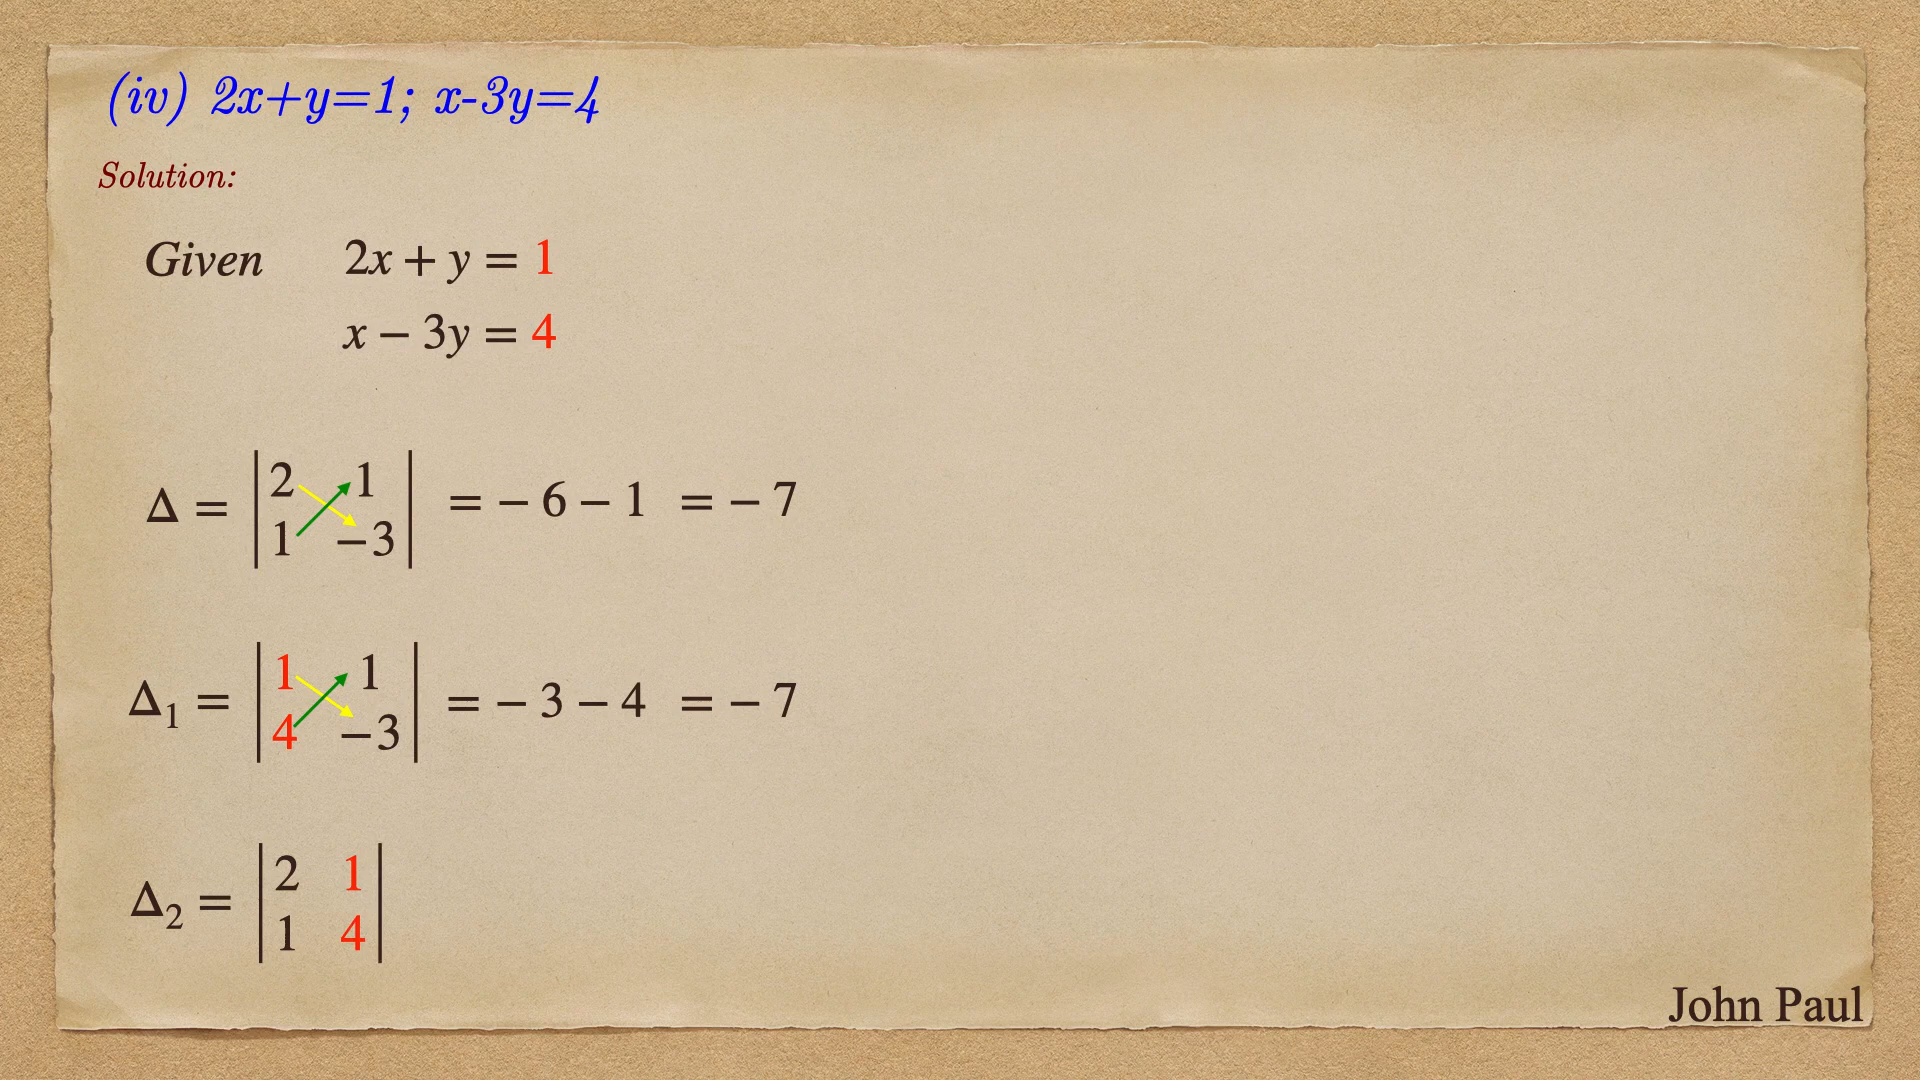 (iv) 2x+y=1; x-3y=4
Solution:
Given 2x + y = 1
x − 3y = 4
Δ = |2 1| = − 6 − 1 = − 7
|1 −3|
Δ₁ = |1 1| = − 3 − 4 = − 7
|4 −3|
Δ₂ = |2 1|
|1 4|
John Paul